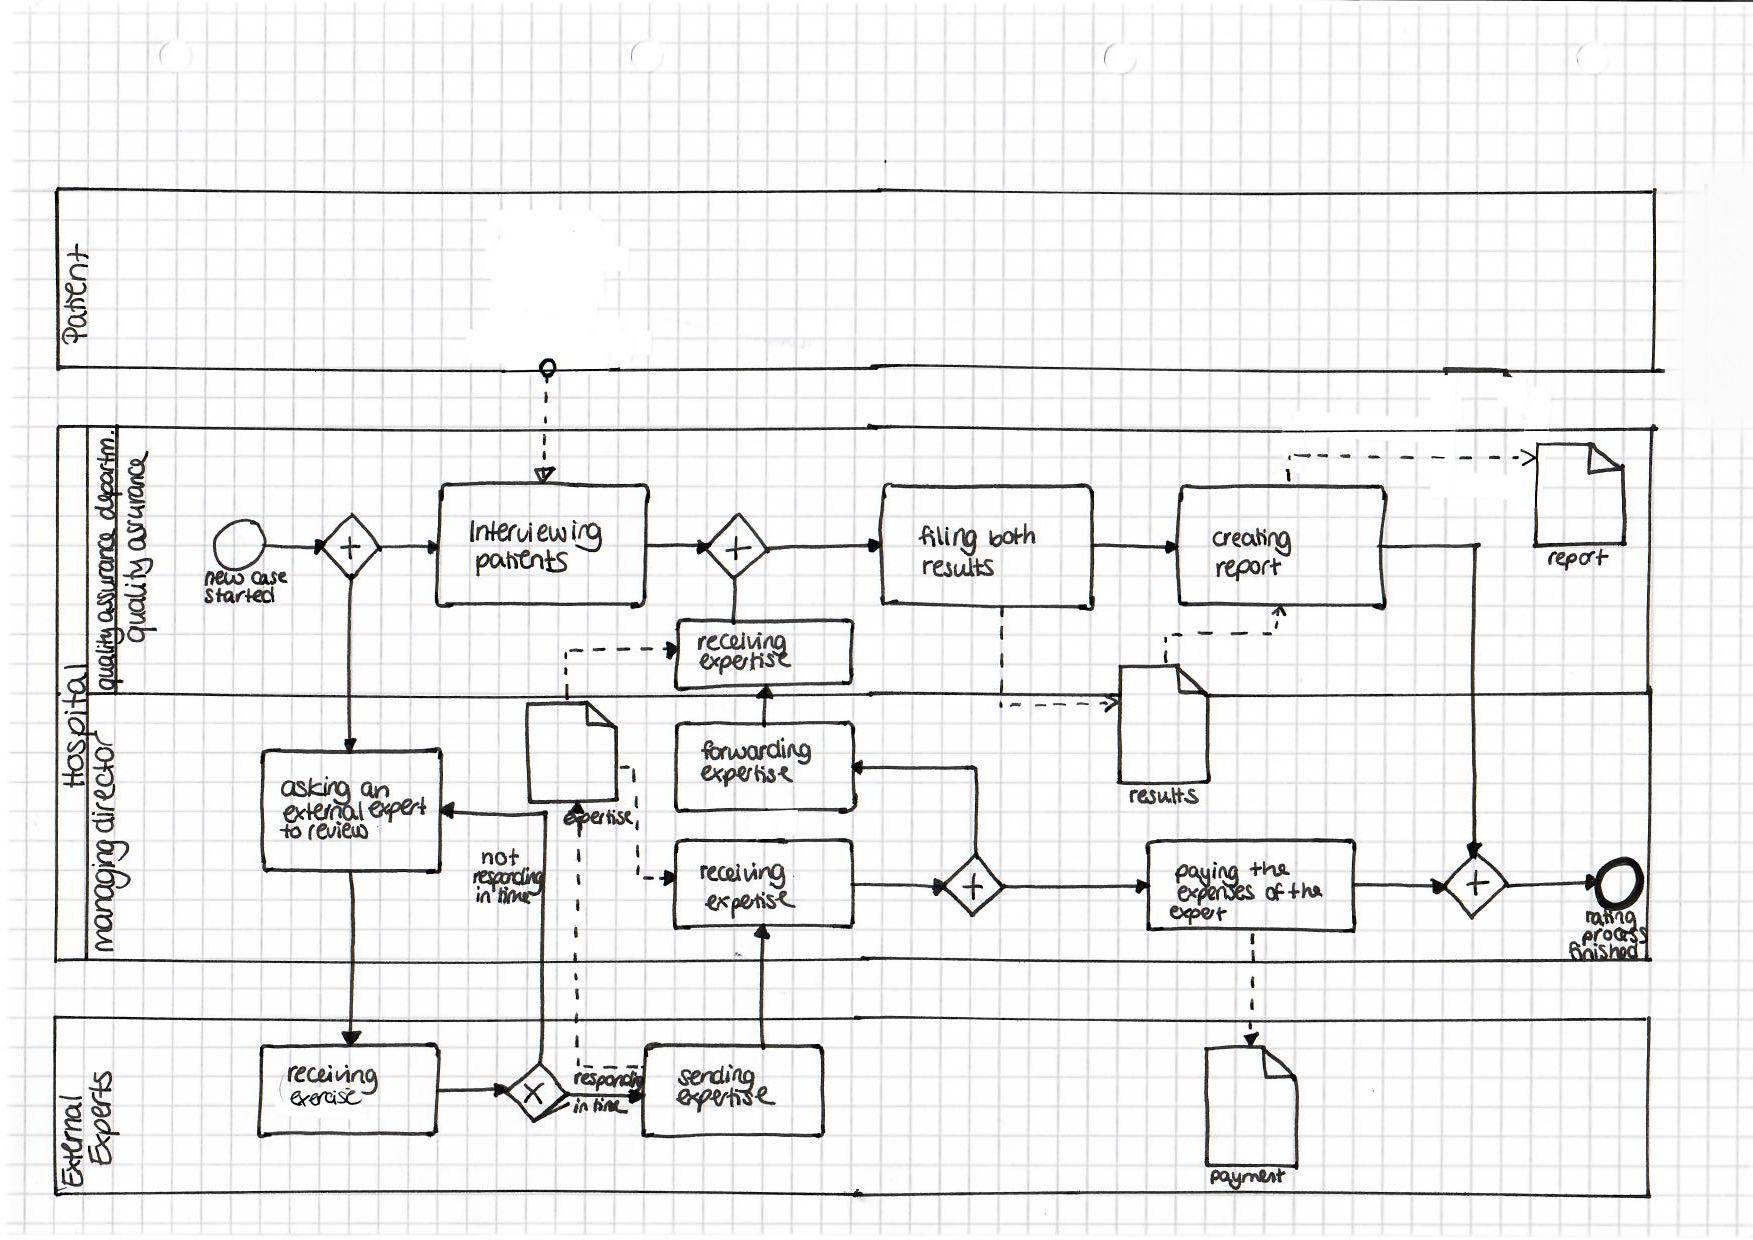 Patient
Hospital
quality assurance departm.
quality assurance
new case
started
Interviewing
patients
filing both
results
creating
report
report
receiving
expertise
managing director
asking an
external expert
to review
expertise
forwarding
expertise
results
not
responding
in time
receiving
expertise
paying the
expenses of the
expert
rating
process
finished
External
Experts
receiving
exercise
responding
in time
sending
expertise
payment